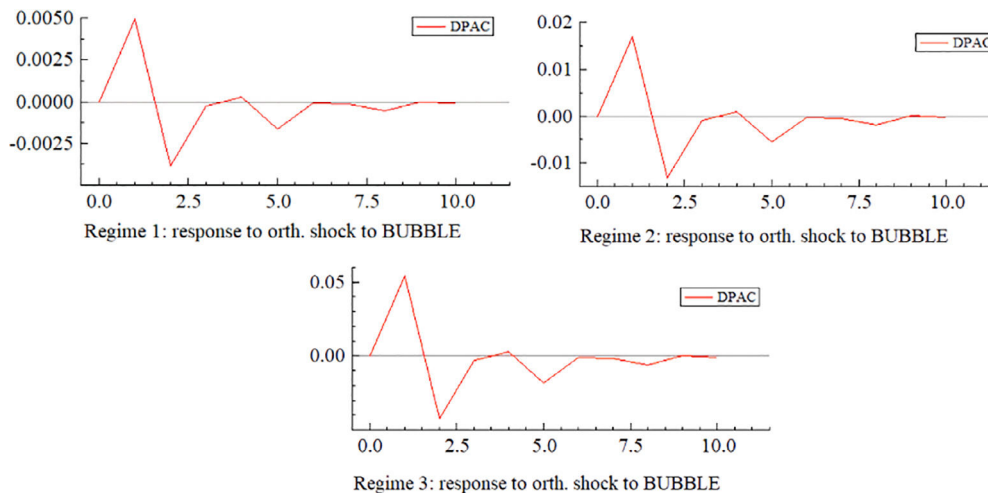 0.0050
DPAC
0.0025
0.0000
-0.0025
0.0 2.5 5.0 7.5 10.0
Regime 1: response to orth. shock to BUBBLE
0.02
DPAC
0.01
0.00
-0.01
0.0 2.5 5.0 7.5 10.0
Regime 2: response to orth. shock to BUBBLE
0.05
DPAC
0.00
0.0 2.5 5.0 7.5 10.0
Regime 3: response to orth. shock to BUBBLE